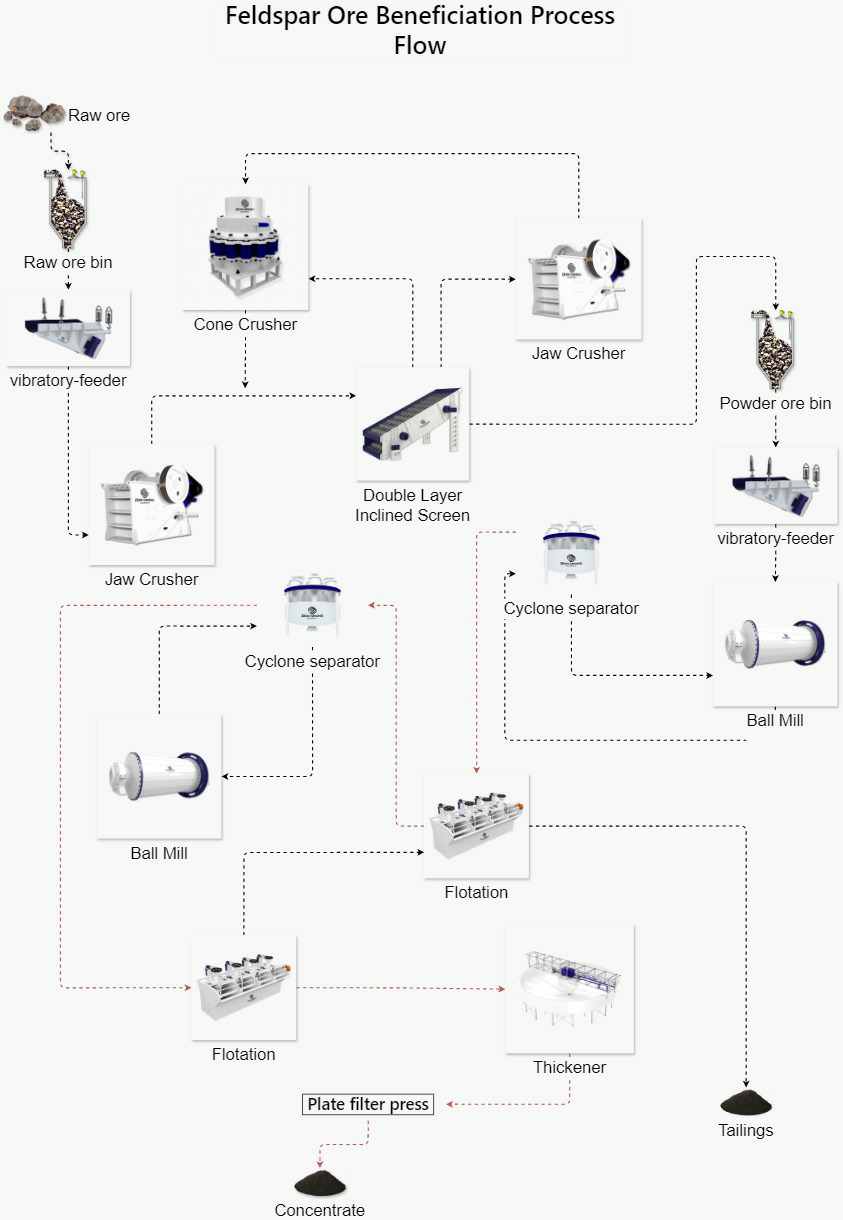 Feldspar Ore Beneficiation Process
Flow
Raw ore
Raw ore bin
vibratory-feeder
Cone Crusher
Jaw Crusher
Powder ore bin
Double Layer
Inclined Screen
vibratory-feeder
Jaw Crusher
Cyclone separator
Cyclone separator
Ball Mill
Ball Mill
Flotation
Flotation
Thickener
Plate filter press
Tailings
Concentrate